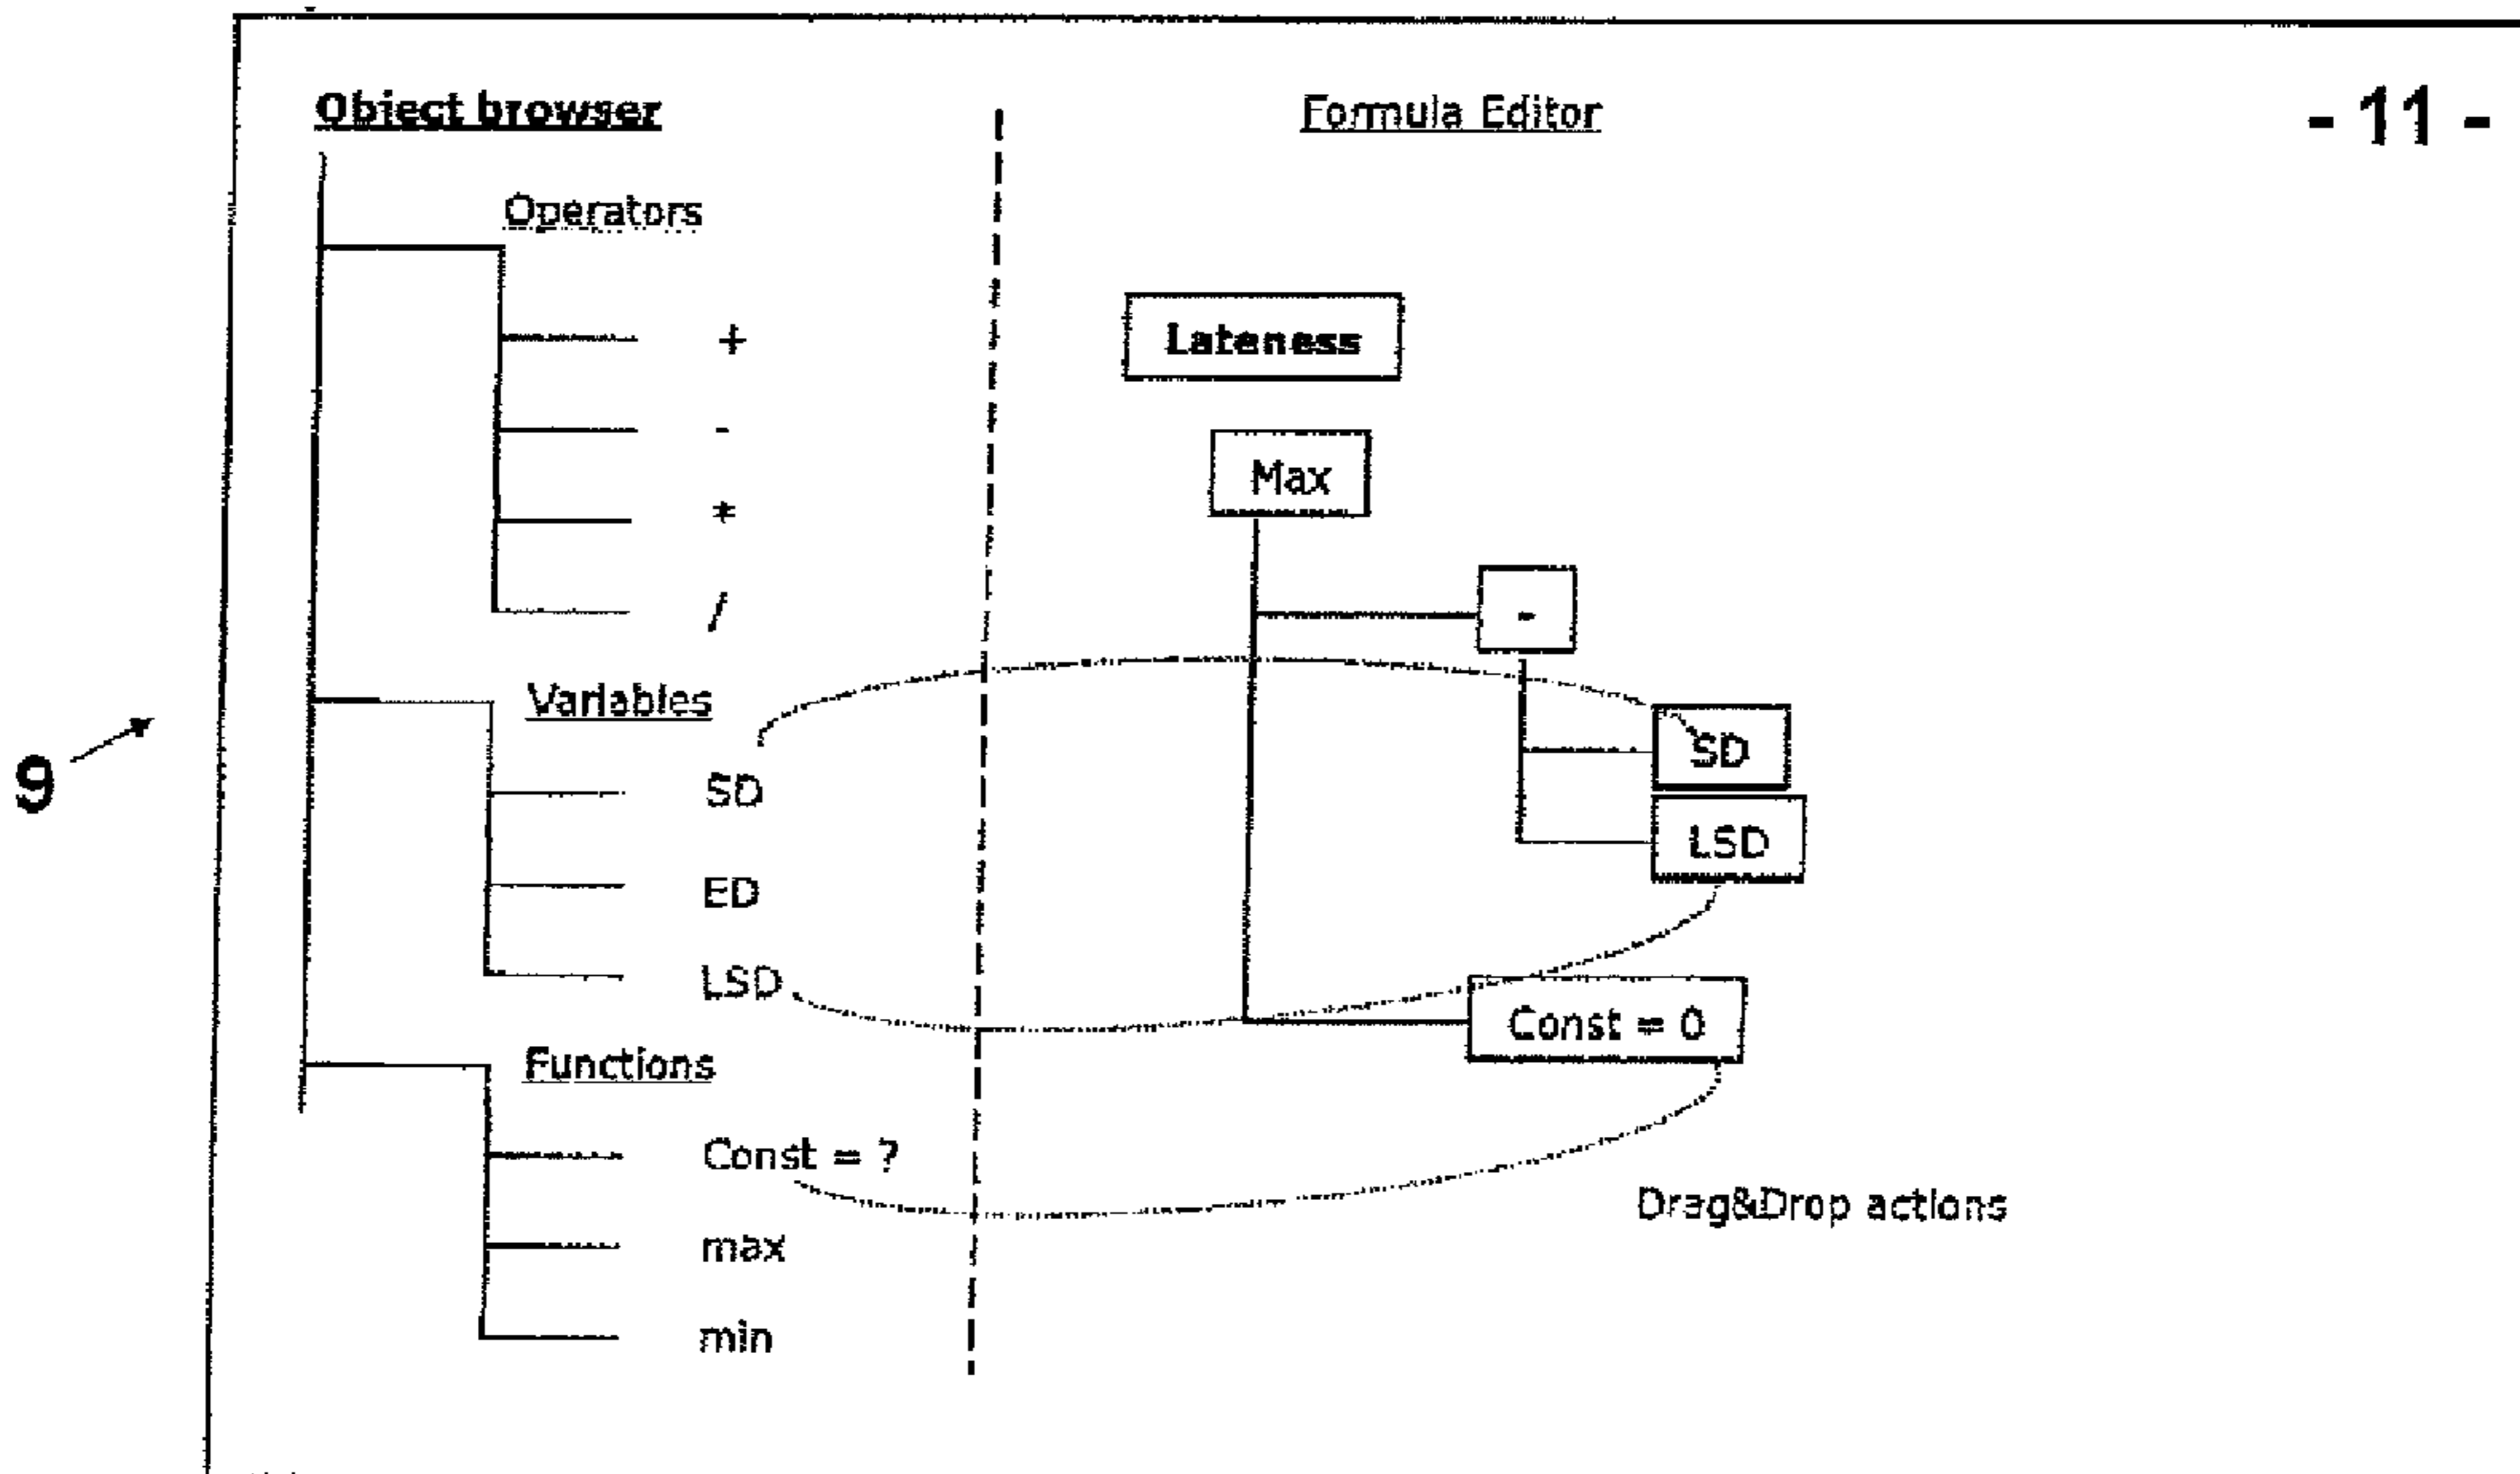 Object browser
Formula Editor
- 11 -
Operators
+
-
*
/
Variables
SD
ED
LSD
Functions
Const = ?
max
min
Lateness
Max
-
SD
LSD
Const = 0
Drag&Drop actions
9